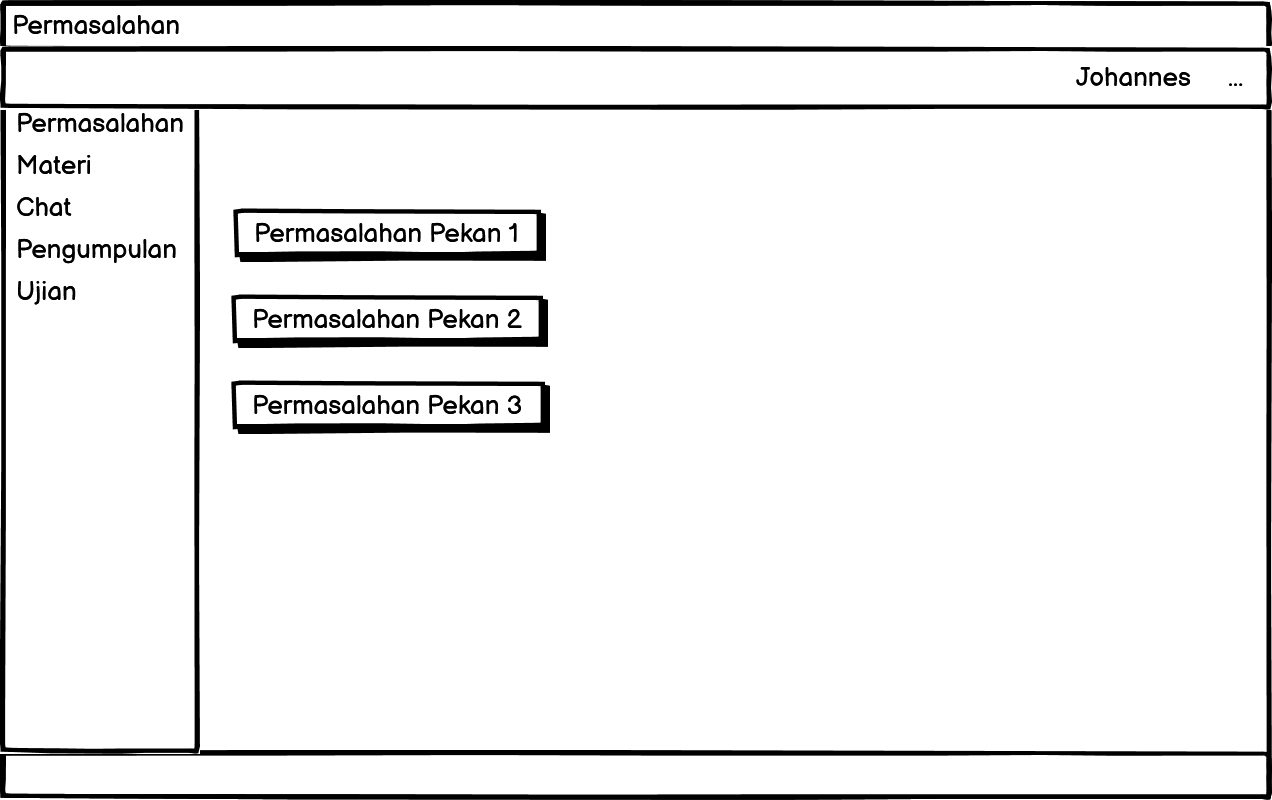 Permasalahan
Johannes ...
Permasalahan
Materi
Chat
Pengumpulan
Ujian
Permasalahan Pekan 1
Permasalahan Pekan 2
Permasalahan Pekan 3